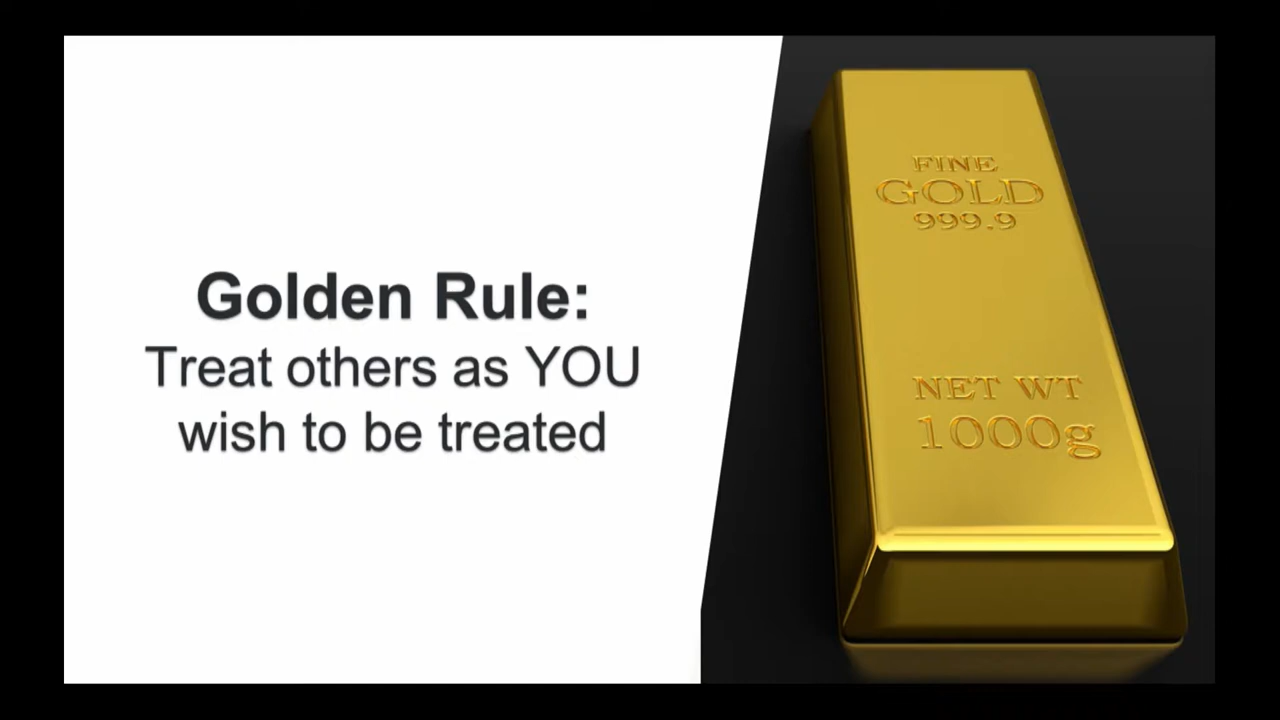 Golden Rule:
Treat others as YOU
wish to be treated
FINE
GOLD
999.9
NET WT
1000g